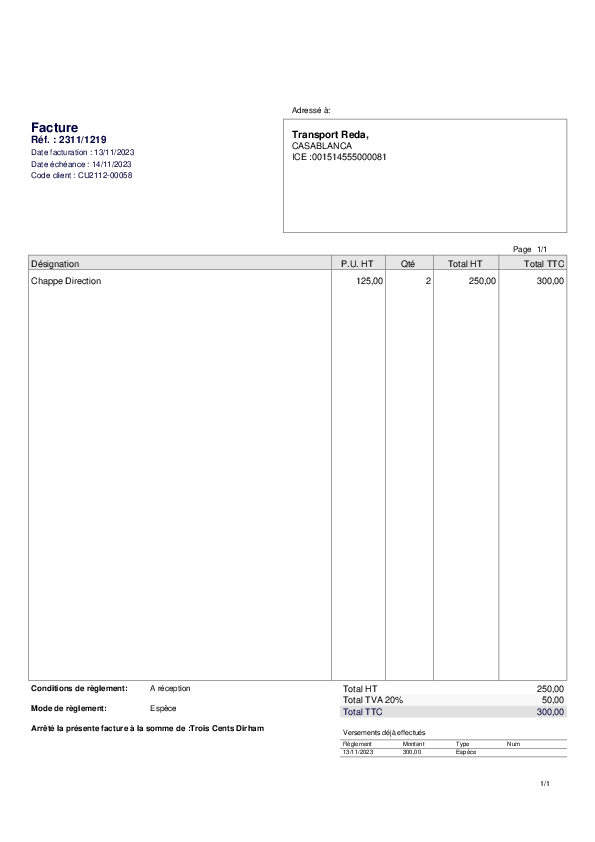 Adressé à:
Facture
Réf. : 2311/1219
Date facturation : 13/11/2023
Date échéance : 14/11/2023
Code client : CU2112-00058
Transport Reda,
CASABLANCA
ICE :001514555000081
Page 1/1
Désignation P.U. HT Qté Total HT Total TTC
Chappe Direction 125,00 2 250,00 300,00
Conditions de règlement: A réception
Mode de règlement: Espèce
Arrêté la présente facture à la somme de :Trois Cents Dirham
Total HT 250,00
Total TVA 20% 50,00
Total TTC 300,00
Versements déjà effectués
Règlement Montant Type Num
13/11/2023 300,00 Espèce
1/1